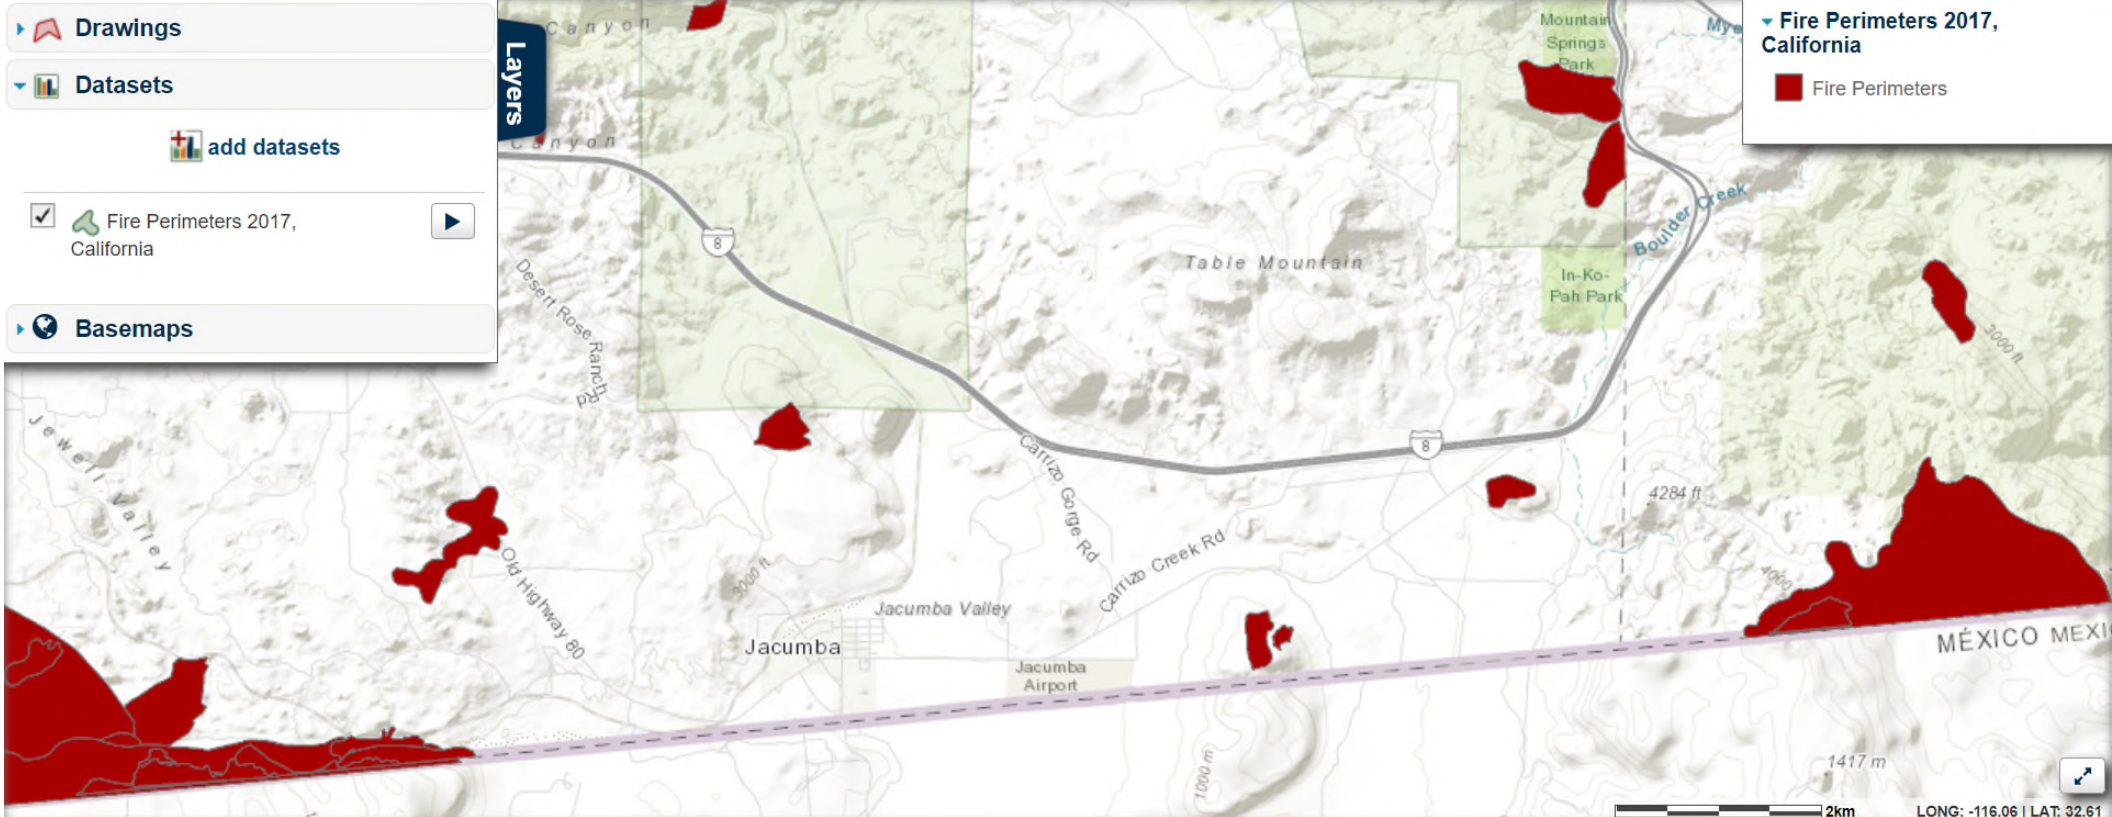 Drawings
Datasets
add datasets
Fire Perimeters 2017,
California
Basemaps
Layers
Canyon
Canyon
8
Desert Rose Ranch
Rd
Jewell Valley
Old Highway 80
3000 ft
Jacumba
Jacumba Valley
Jacumba
Airport
Carrizo Gorge Rd
Carrizo Creek Rd
Table Mountain
8
Mountain
Springs
Park
Boulder Creek
In-Ko-
Pah Park
4284 ft
3000 ft
4000
MÉXICO MEXI
1000 m
1417 m
Fire Perimeters 2017,
California
Fire Perimeters
2km
LONG: -116.06 | LAT: 32.61